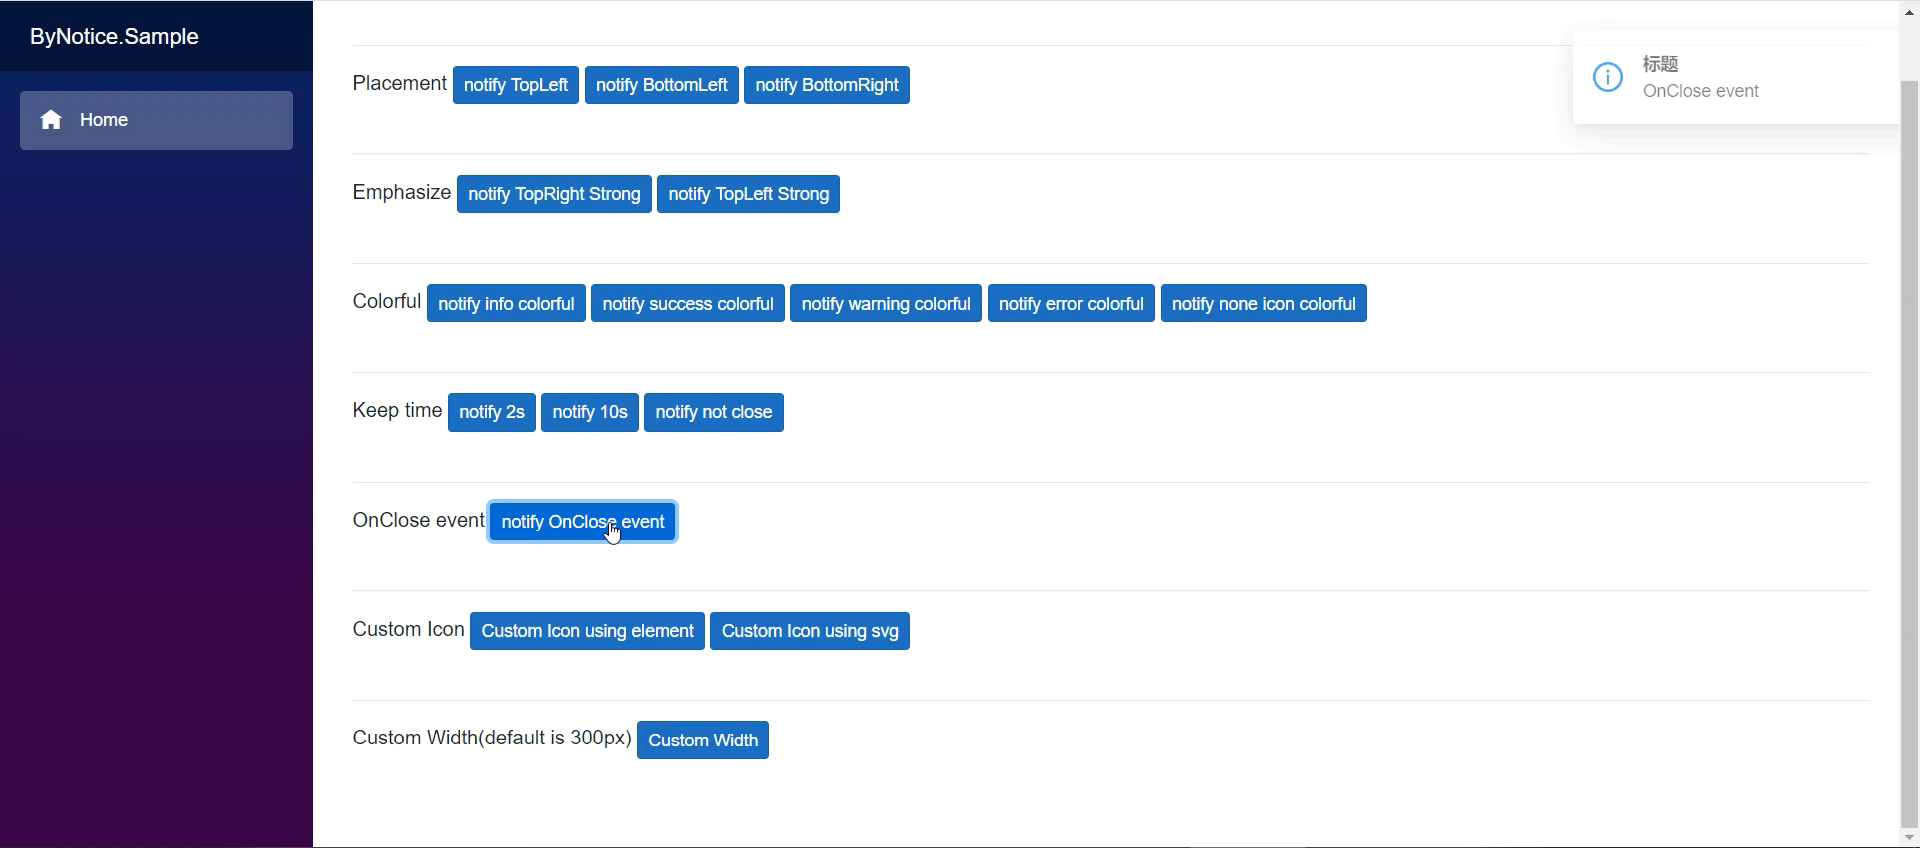 ByNotice.Sample
Home
标题
OnClose event
Placement notify TopLeft notify BottomLeft notify BottomRight
Emphasize notify TopRight Strong notify TopLeft Strong
Colorful notify info colorful notify success colorful notify warning colorful notify error colorful notify none icon colorful
Keep time notify 2s notify 10s notify not close
OnClose event notify OnClose event
Custom Icon Custom Icon using element Custom Icon using svg
Custom Width(default is 300px) Custom Width